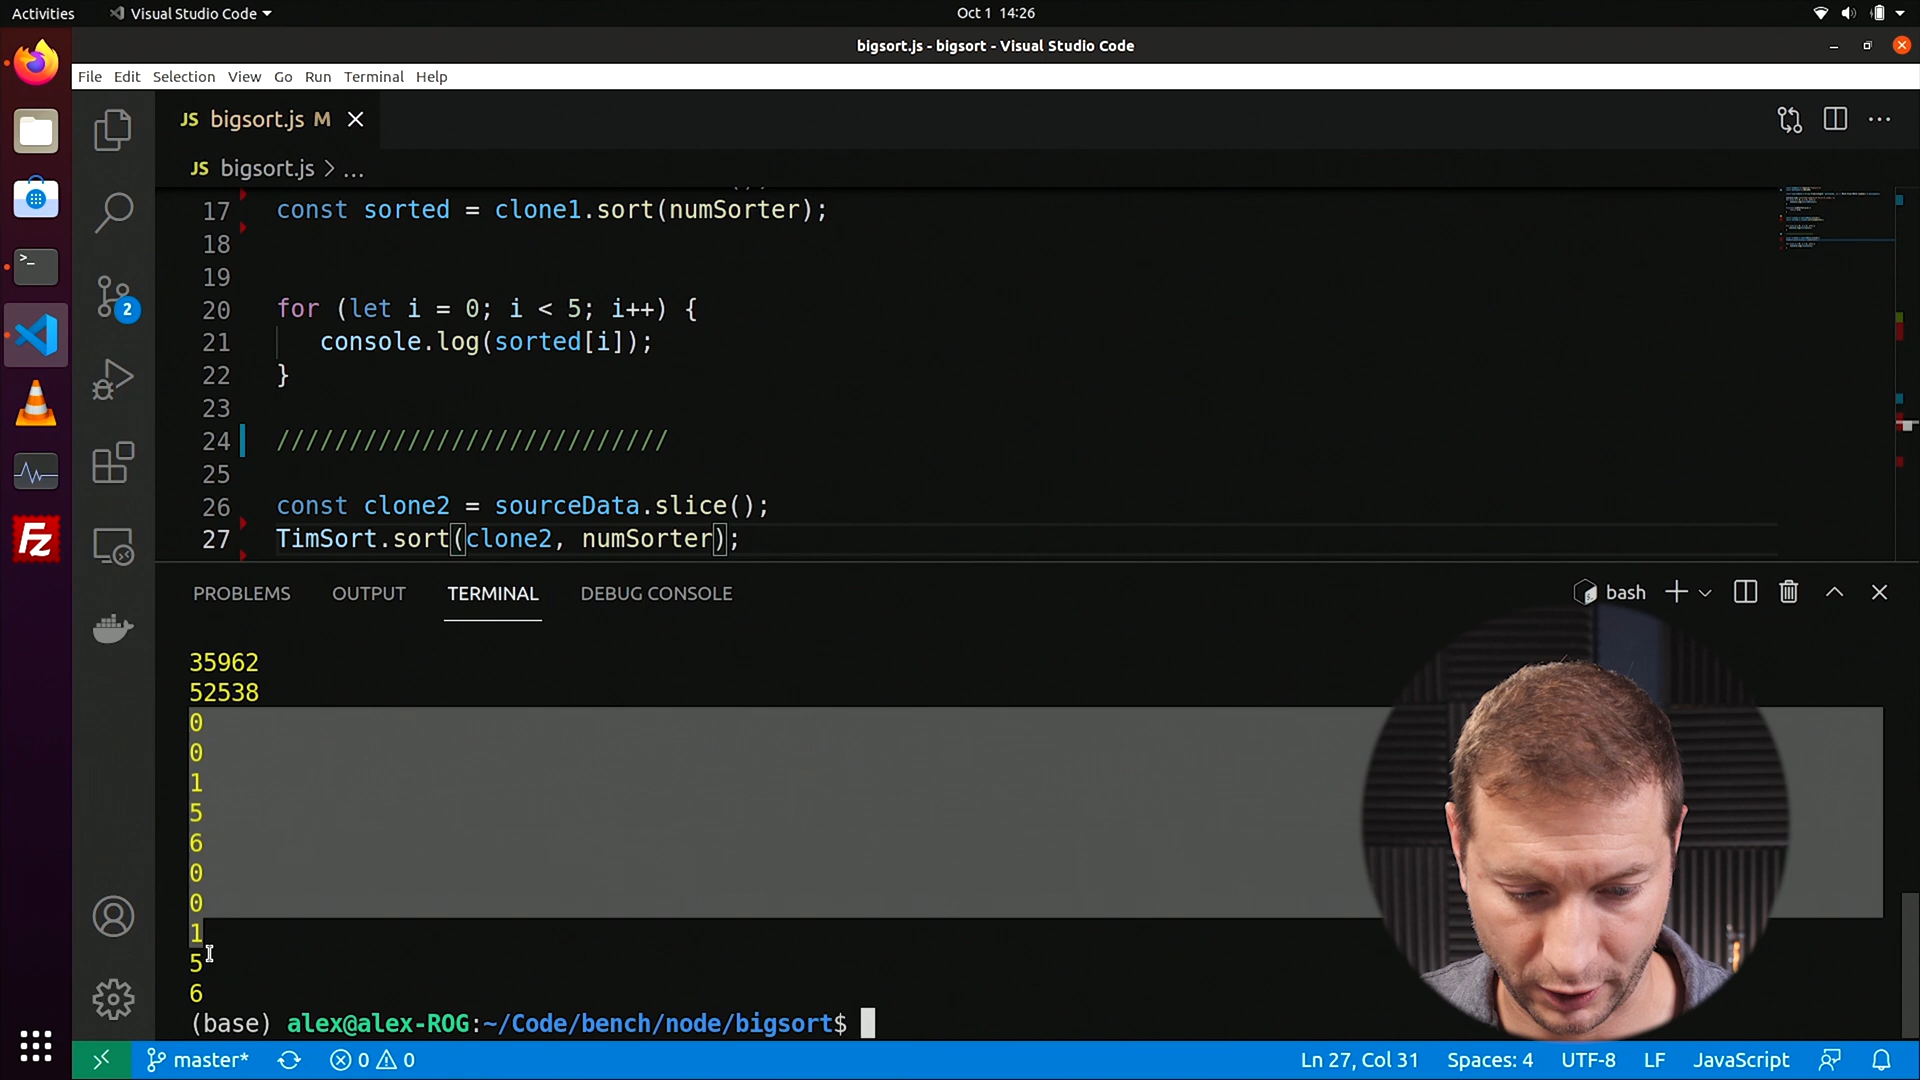 Activities
Visual Studio Code
Oct 1 14:26
bigsort.js - bigsort - Visual Studio Code
File Edit Selection View Go Run Terminal Help
JS bigsort.js M
JS bigsort.js > ...
17 const sorted = clone1.sort(numSorter);
18
19
20 for (let i = 0; i < 5; i++) {
21 console.log(sorted[i]);
22 }
23
24 ///////////////////////////
25
26 const clone2 = sourceData.slice();
27 TimSort.sort(clone2, numSorter);
2
PROBLEMS OUTPUT TERMINAL DEBUG CONSOLE
bash
35962
52538
0
0
1
5
6
0
0
1
5
6
(base) alex@alex-ROG:~/Code/bench/node/bigsort$
Fz
master* 0 0
Ln 27, Col 31 Spaces: 4 UTF-8 LF JavaScript